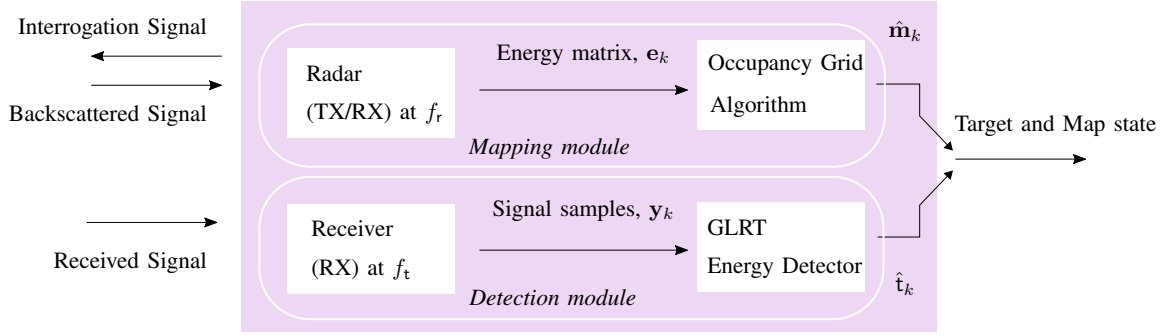 Interrogation Signal
Backscattered Signal
Radar
(TX/RX) at f_r
Energy matrix, e_k
Occupancy Grid
Algorithm
Mapping module
m̂_k
Target and Map state
Received Signal
Receiver
(RX) at f_t
Signal samples, y_k
GLRT
Energy Detector
Detection module
t̂_k